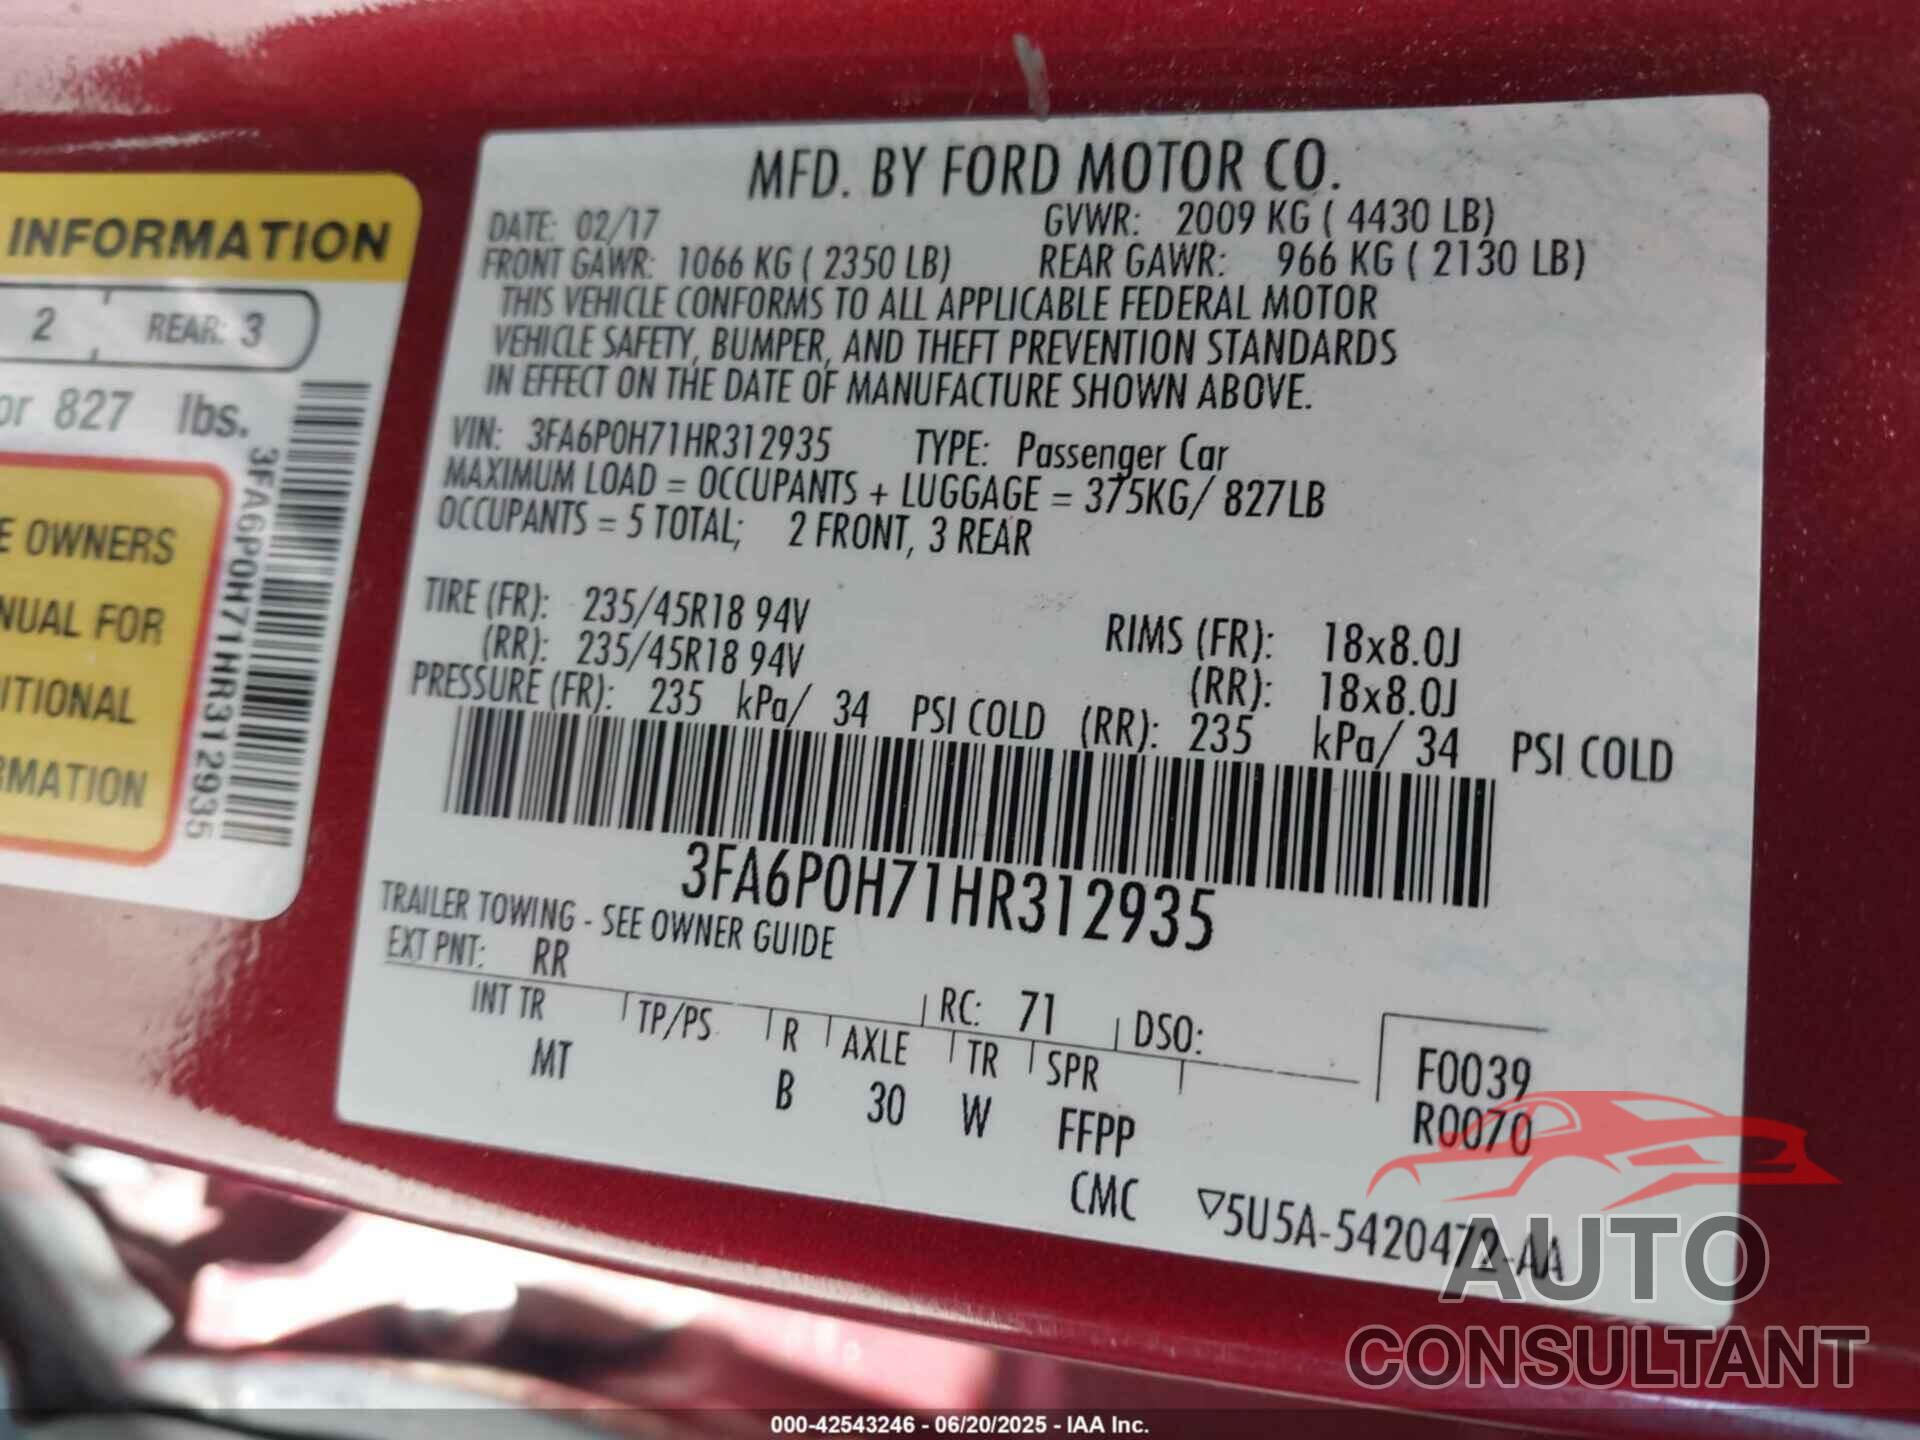 INFORMATION
2 REAR: 3
or 827 lbs.
OWNERS
FOR
3FA6P0H71HR312935
MFD. BY FORD MOTOR CO.
DATE: 02/17 GVWR: 2009 KG ( 4430 LB)
FRONT GAWR: 1066 KG ( 2350 LB) REAR GAWR: 966 KG ( 2130 LB)
THIS VEHICLE CONFORMS TO ALL APPLICABLE FEDERAL MOTOR
VEHICLE SAFETY, BUMPER, AND THEFT PREVENTION STANDARDS
IN EFFECT ON THE DATE OF MANUFACTURE SHOWN ABOVE.
VIN: 3FA6P0H71HR312935 TYPE: Passenger Car
MAXIMUM LOAD = OCCUPANTS + LUGGAGE = 375KG/ 827LB
OCCUPANTS = 5 TOTAL; 2 FRONT, 3 REAR
TIRE (FR): 235/45R18 94V RIMS (FR): 18x8.0J
(RR): 235/45R18 94V (RR): 18x8.0J
PRESSURE (FR): 235 kPa/ 34 PSI COLD (RR): 235 kPa/ 34 PSI COLD
3FA6P0H71HR312935
TRAILER TOWING - SEE OWNER GUIDE
EXT PNT: RR RC: 71 DSO:
INT TR TP/PS R AXLE TR SPR F0039
MT B 30 W FFPP R0070
CMC ▽5U5A-5420472-AA
AUTO
CONSULTANT
000-42543246 - 06/20/2025 - IAA Inc.